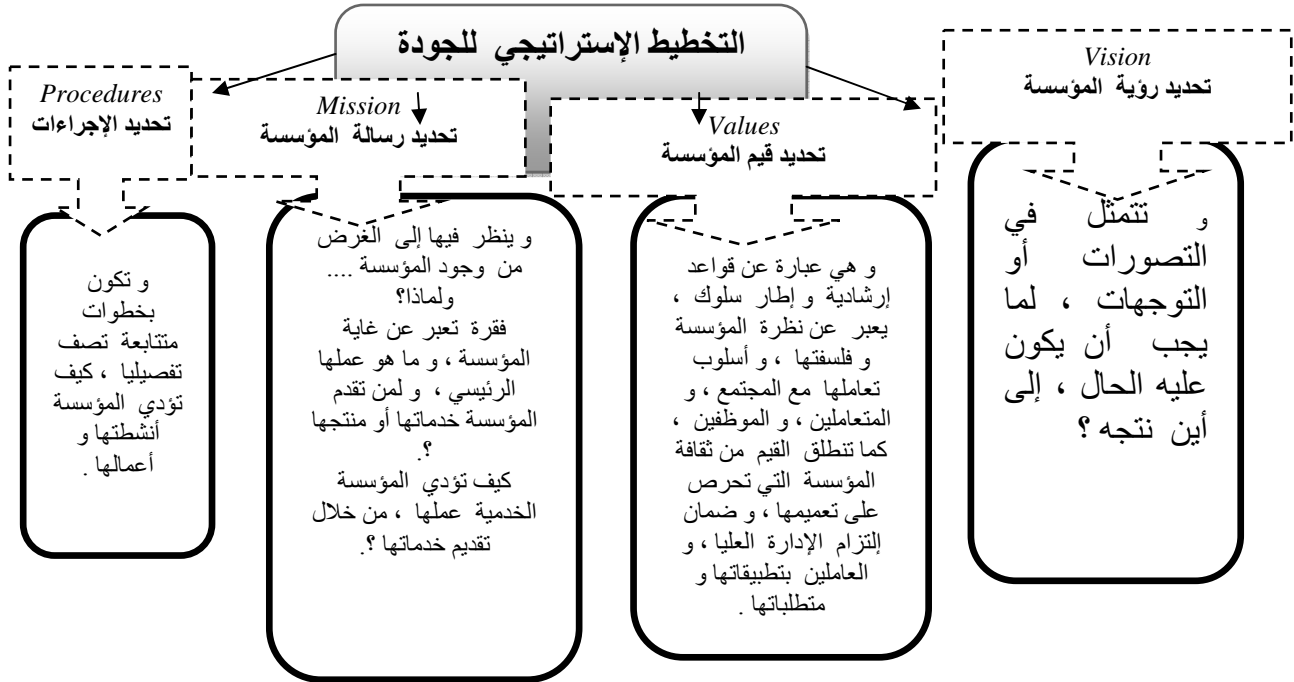 التخطيط الإستراتيجي للجودة
Vision
تحديد رؤية المؤسسة
و تتمثل في
التصورات أو
التوجهات ، لما
يجب أن يكون
عليه الحال ، إلى
أين نتجه ؟
Values
تحديد قيم المؤسسة
و هي عبارة عن قواعد
إرشادية و إطار سلوك ،
يعبر عن نظرة المؤسسة
و فلسفتها ، و أسلوب
تعاملها مع المجتمع ، و
المتعاملين ، و الموظفين ،
كما تنطلق القيم من ثقافة
المؤسسة التي تحرص
على تعميمها ، و ضمان
إلتزام الإدارة العليا ، و
العاملين بتطبيقاتها و
متطلباتها .
Mission
تحديد رسالة المؤسسة
و ينظر فيها إلى الغرض
من وجود المؤسسة ....
ولماذا؟
فقرة تعبر عن غاية
المؤسسة ، و ما هو عملها
الرئيسي ، و لمن تقدم
المؤسسة خدماتها أو منتجها
؟.
كيف تؤدي المؤسسة
الخدمية عملها ، من خلال
تقديم خدماتها ؟.
Procedures
تحديد الإجراءات
و تكون
بخطوات
متتابعة تصف
تفصيليا ، كيف
تؤدي المؤسسة
أنشطتها و
أعمالها .